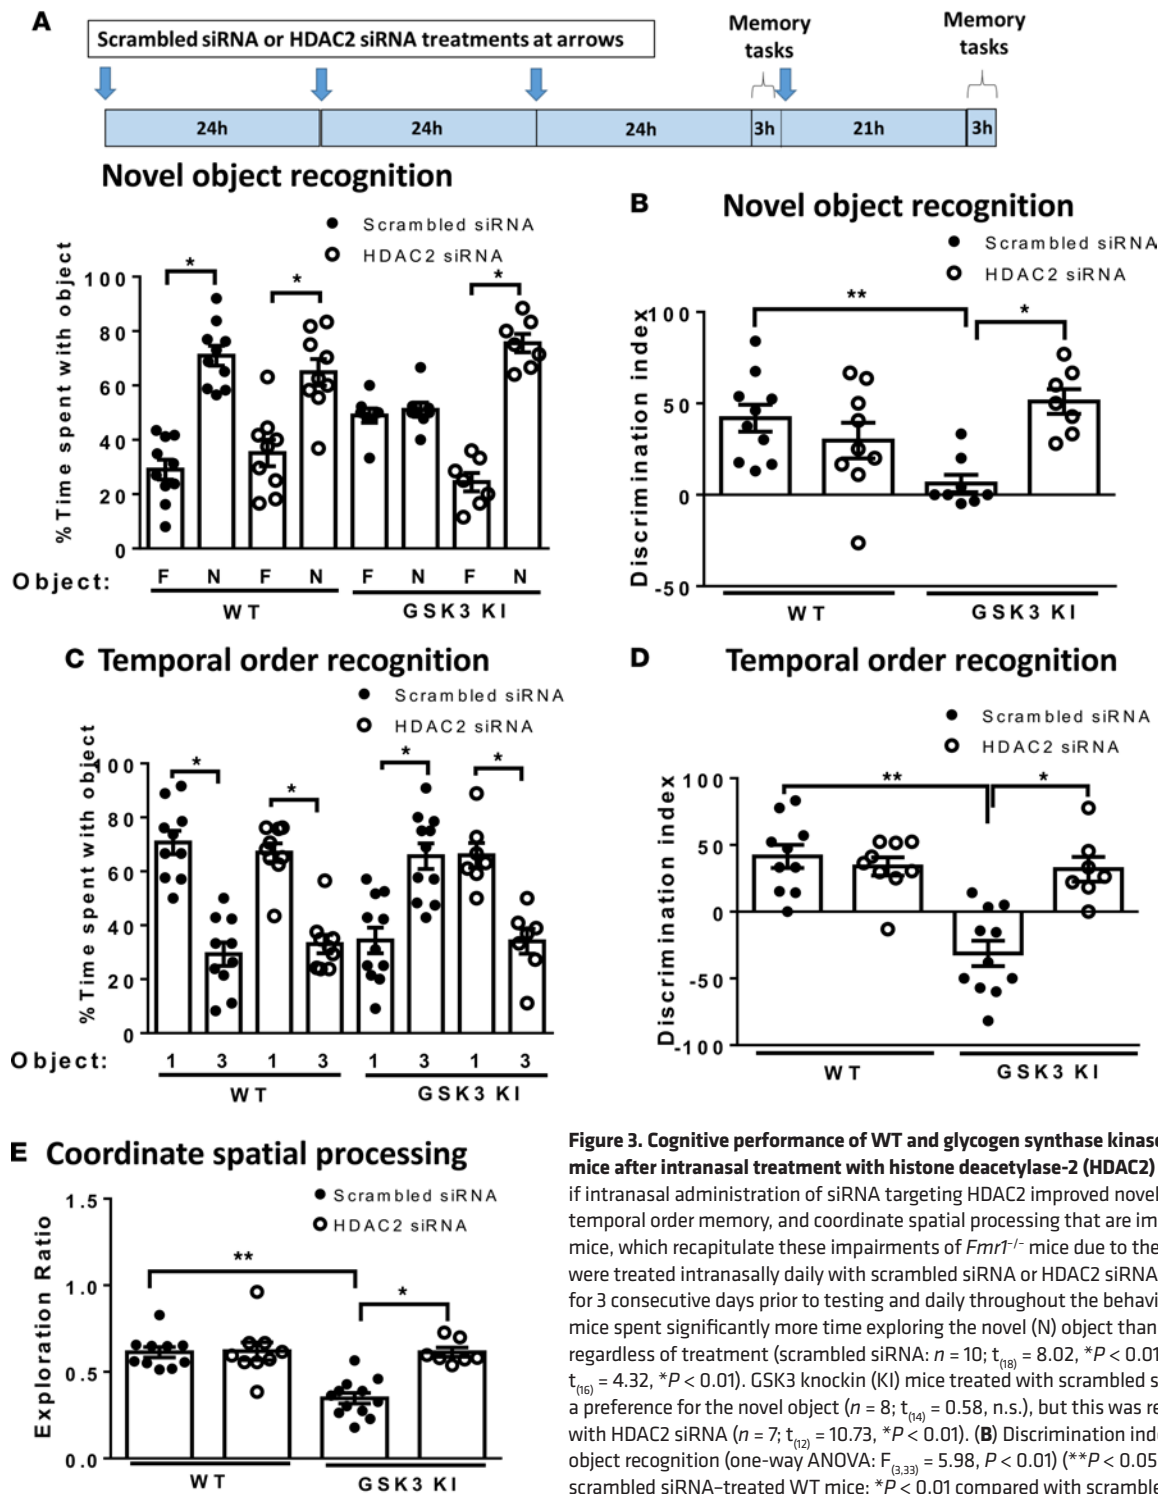 A
Scrambled siRNA or HDAC2 siRNA treatments at arrows
Memory tasks
Memory tasks
24h 24h 24h 3h 21h 3h
Novel object recognition
Scrambled siRNA
HDAC2 siRNA
% Time spent with object
100
80
60
40
20
0
* * *
Object: F N F N F N F N
WT GSK3 KI
B Novel object recognition
Scrambled siRNA
HDAC2 siRNA
Discrimination index
100
50
0
-50
** *
WT GSK3 KI
C Temporal order recognition
Scrambled siRNA
HDAC2 siRNA
% Time spent with object
100
80
60
40
20
0
* * * *
Object: 1 3 1 3 1 3 1 3
WT GSK3 KI
D Temporal order recognition
Scrambled siRNA
HDAC2 siRNA
Discrimination index
100
50
0
-50
-100
** *
WT GSK3 KI
E Coordinate spatial processing
Scrambled siRNA
HDAC2 siRNA
Exploration Ratio
1.5
1.0
0.5
0.0
** *
WT GSK3 KI
Figure 3. Cognitive performance of WT and glycogen synthase kinase
mice after intranasal treatment with histone deacetylase-2 (HDAC2)
if intranasal administration of siRNA targeting HDAC2 improved novel
temporal order memory, and coordinate spatial processing that are im
mice, which recapitulate these impairments of Fmr1–/– mice due to the
were treated intranasally daily with scrambled siRNA or HDAC2 siRNA
for 3 consecutive days prior to testing and daily throughout the behavi
mice spent significantly more time exploring the novel (N) object than
regardless of treatment (scrambled siRNA: n = 10; t(18) = 8.02, *P < 0.01
t(16) = 4.32, *P < 0.01). GSK3 knockin (KI) mice treated with scrambled s
a preference for the novel object (n = 8; t(14) = 0.58, n.s.), but this was re
with HDAC2 siRNA (n = 7; t(12) = 10.73, *P < 0.01). (B) Discrimination inde
object recognition (one-way ANOVA: F(3,33) = 5.98, P < 0.01) (**P < 0.05
scrambled siRNA–treated WT mice; *P < 0.01 compared with scramble